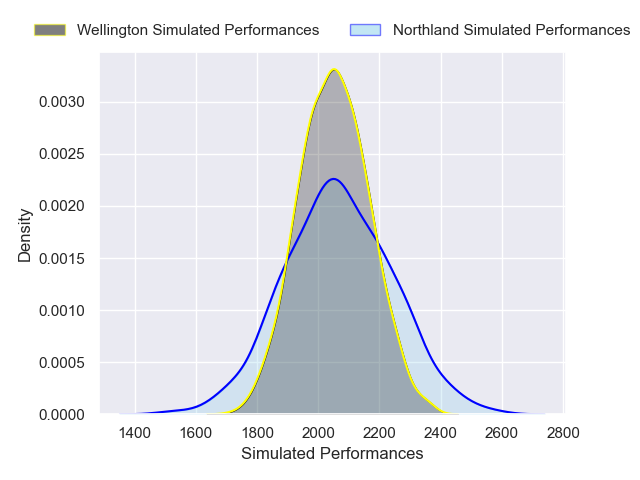 Wellington Simulated Performances Northland Simulated Performances
0.0030
0.0025
0.0020
0.0015
0.0010
0.0005
0.0000
Density
1400 1600 1800 2000 2200 2400 2600 2800
Simulated Performances